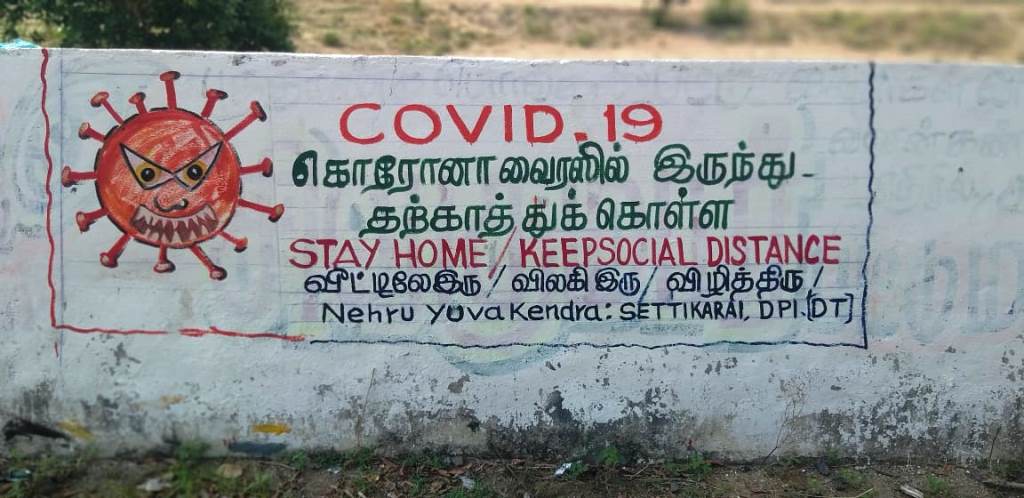 COVID.19
கொரோனா வைரஸில் இருந்து -
தற்காத்துக் கொள்ள
STAY HOME / KEEPSOCIAL DISTANCE
வீட்டிலேஇரு / விலகி இரு / விழித்திரு /
Nehru Yuva Kendra: SETTIKARAI, DPI.(DT]